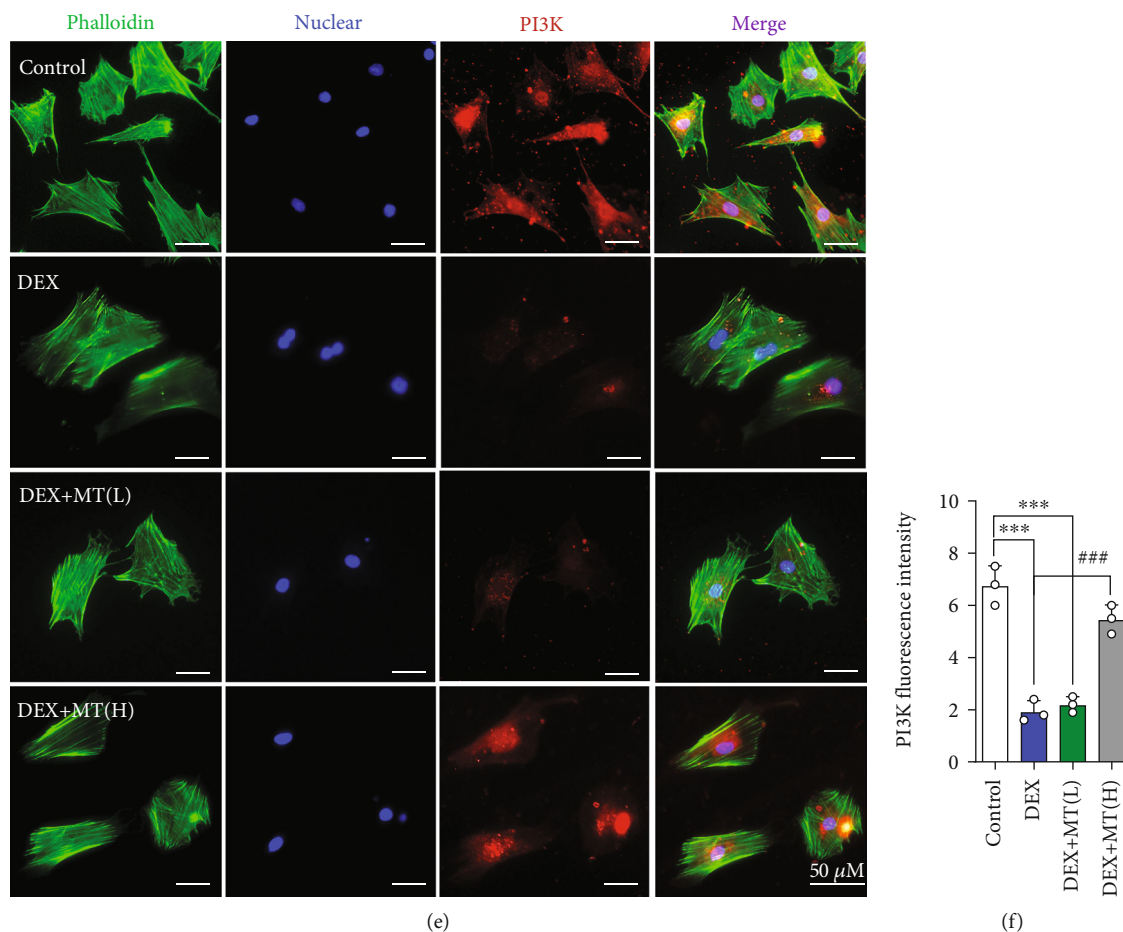 Phalloidin Nuclear PI3K Merge
Control
DEX
DEX+MT(L)
DEX+MT(H)
50 μM
(e)
PI3K fluorescence intensity
10
8
6
4
2
0
***
***
###
Control
DEX
DEX+MT(L)
DEX+MT(H)
(f)